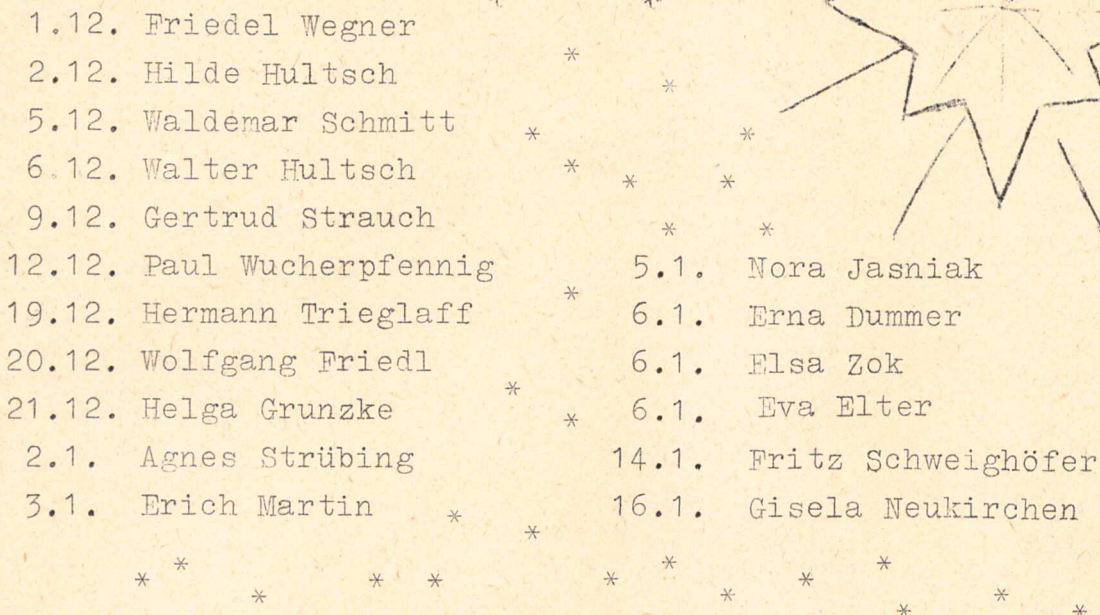 1.12. Friedel Wegner
2.12. Hilde Hultsch
5.12. Waldemar Schmitt
6.12. Walter Hultsch
9.12. Gertrud Strauch
12.12. Paul Wucherpfennig
19.12. Hermann Trieglaff
20.12. Wolfgang Friedl
21.12. Helga Grunzke
2.1. Agnes Strübing
3.1. Erich Martin
5.1. Nora Jasniak
6.1. Erna Dummer
6.1. Elsa Zok
6.1. Eva Elter
14.1. Fritz Schweighöfer
16.1. Gisela Neukirchen